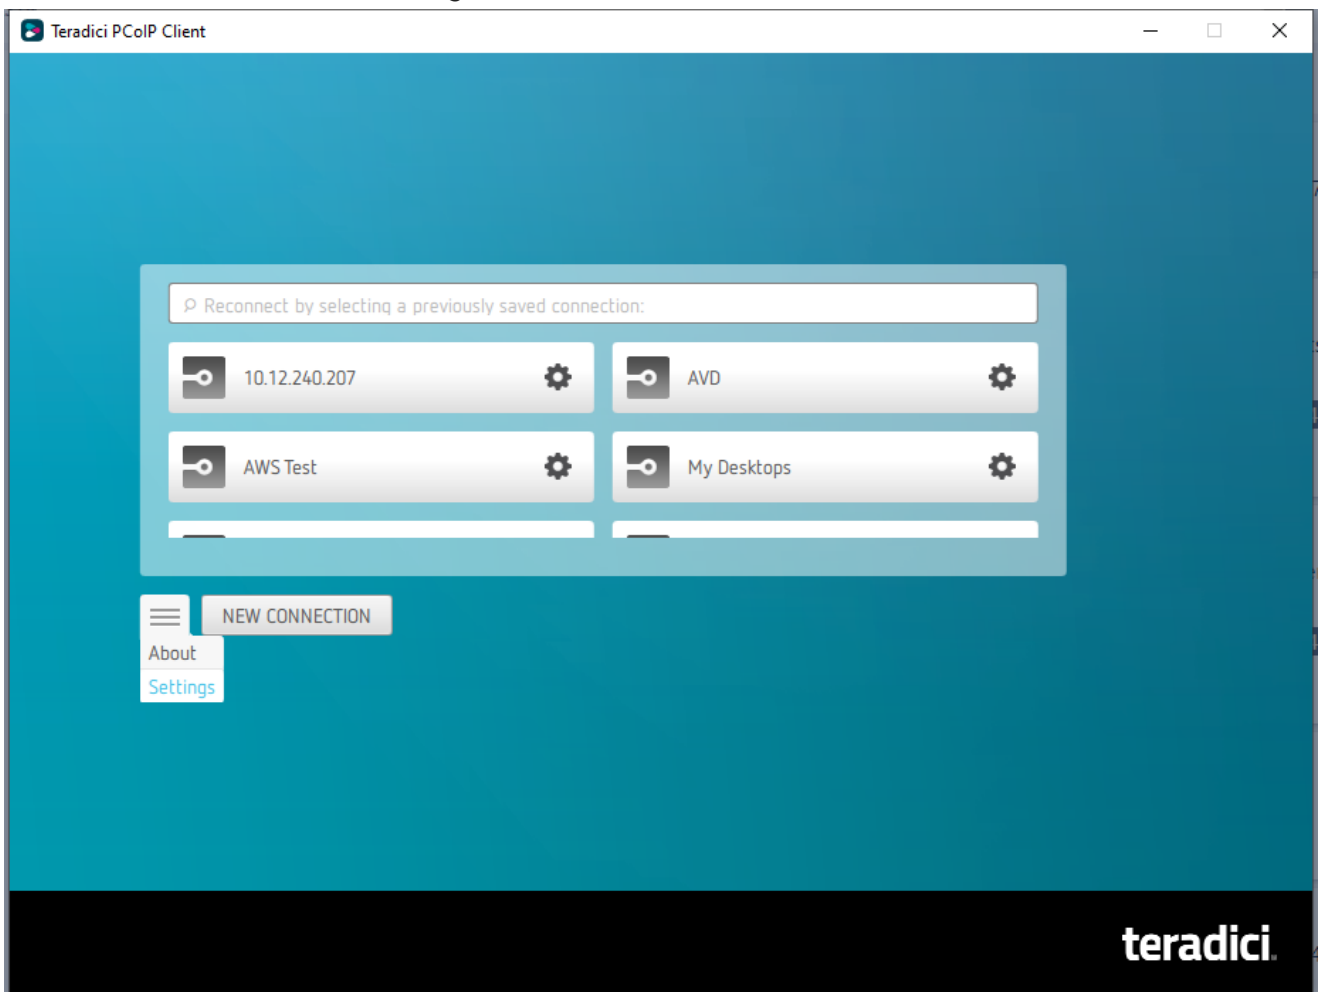 Teradici PCoIP Client
Reconnect by selecting a previously saved connection:
10.12.240.207
AVD
AWS Test
My Desktops
NEW CONNECTION
About
Settings
teradici.